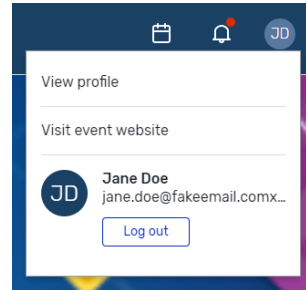 JD
View profile
Visit event website
JD
Jane Doe
jane.doe@fakeemail.comx...
Log out